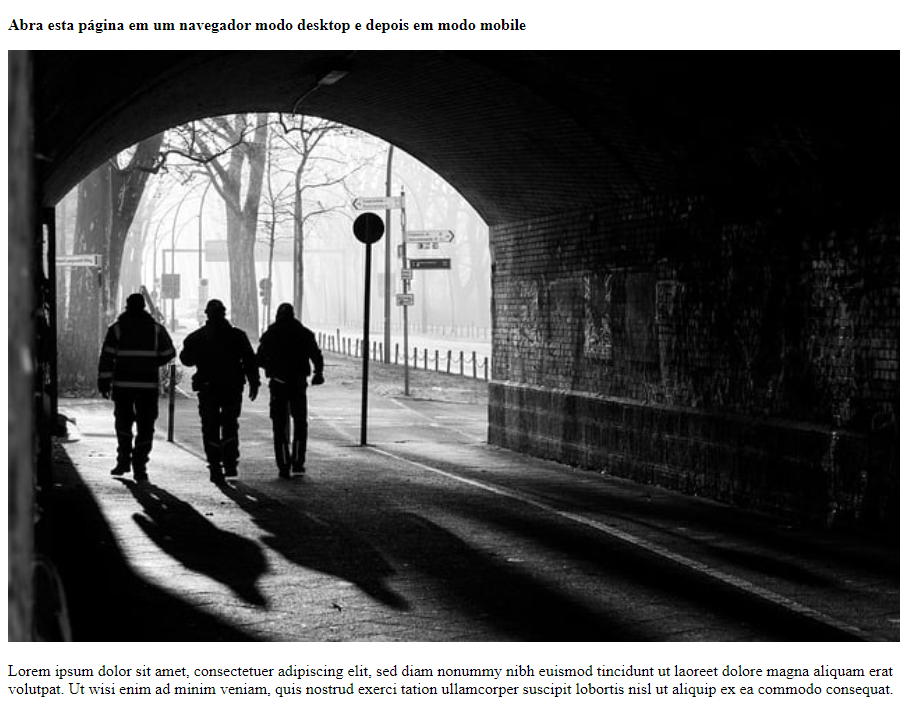 Abra esta página em um navegador modo desktop e depois em modo mobile
Lorem ipsum dolor sit amet, consectetuer adipiscing elit, sed diam nonummy nibh euismod tincidunt ut laoreet dolore magna aliquam erat
volutpat. Ut wisi enim ad minim veniam, quis nostrud exerci tation ullamcorper suscipit lobortis nisl ut aliquip ex ea commodo consequat.